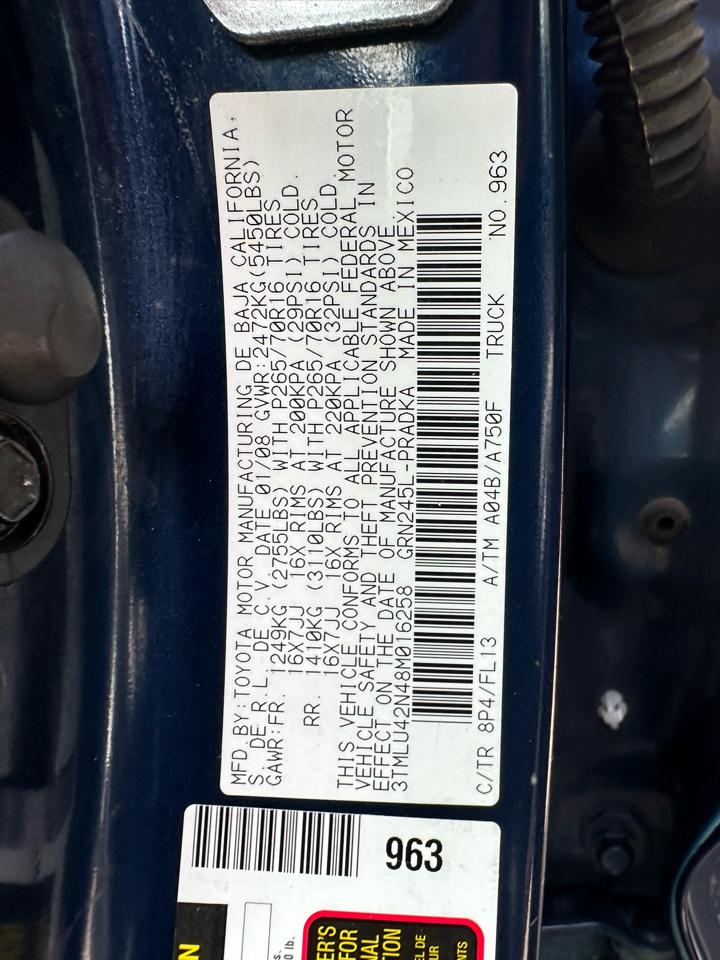 MFD.BY:TOYOTA MOTOR MANUFACTURING DE BAJA CALIFORNIA,
S. DE R.L. DE C.V. DATE 01/08 GVWR:2472KG(5450LBS)
GAWR:FR. 1249KG (2755LBS) WITH P265/70R16 TIRES
16X7JJ 16X RIMS AT 200KPA (29PSI) COLD.
RR. 1410KG (3110LBS) WITH P265/70R16 TIRES
16X7JJ 16X RIMS AT 220KPA (32PSI) COLD.
THIS VEHICLE CONFORMS TO ALL APPLICABLE FEDERAL MOTOR
VEHICLE SAFETY AND THEFT PREVENTION STANDARDS IN
EFFECT ON THE DATE OF MANUFACTURE SHOWN ABOVE.
3TMLU42N48M016258 GRN245L-PRADKA MADE IN MEXICO
C/TR 8P4/FL13 A/TM A04B/A750F TRUCK NO.963
963